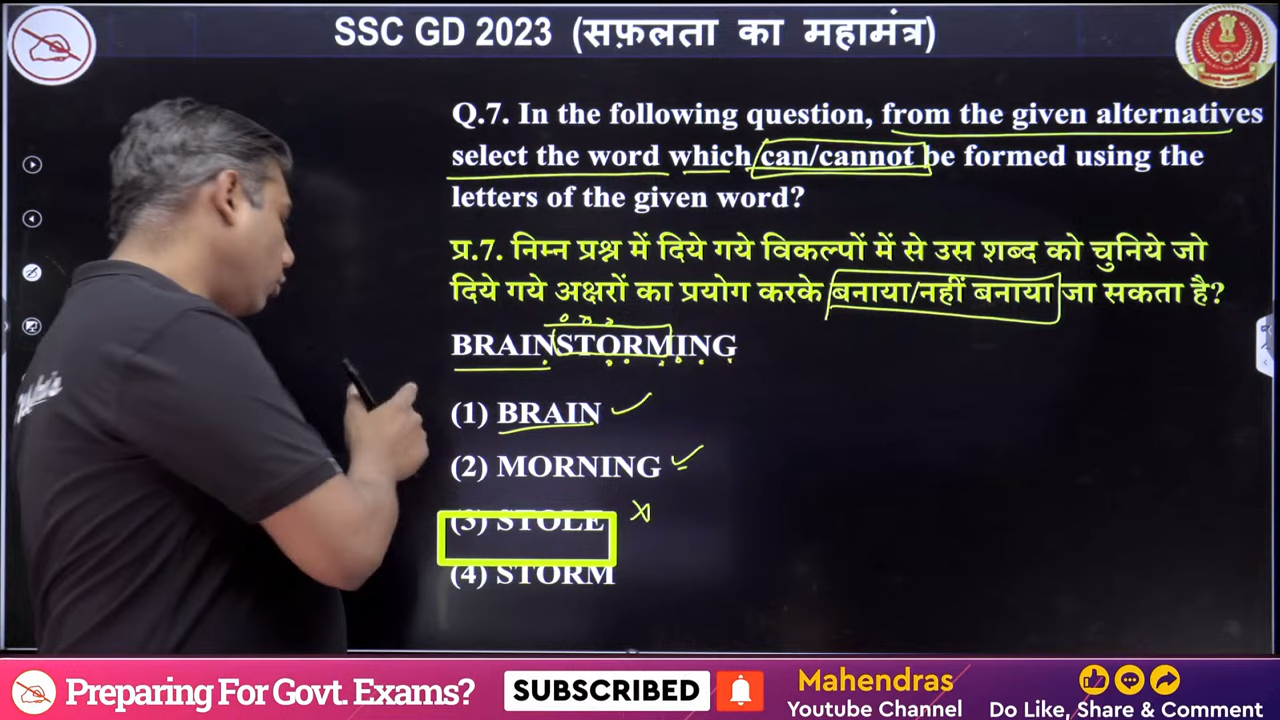 SSC GD 2023 (सफ़लता का महामंत्र)
Q.7. In the following question, from the given alternatives
select the word which can/cannot be formed using the
letters of the given word?
प्र.7. निम्न प्रश्न में दिये गये विकल्पों में से उस शब्द को चुनिये जो
दिये गये अक्षरों का प्रयोग करके बनाया/नहीं बनाया जा सकता है?
BRAINSTORMING
(1) BRAIN
(2) MORNING
(3) STOLE
(4) STORM
Preparing For Govt. Exams?
SUBSCRIBED
Mahendras
Youtube Channel
Do Like, Share & Comment